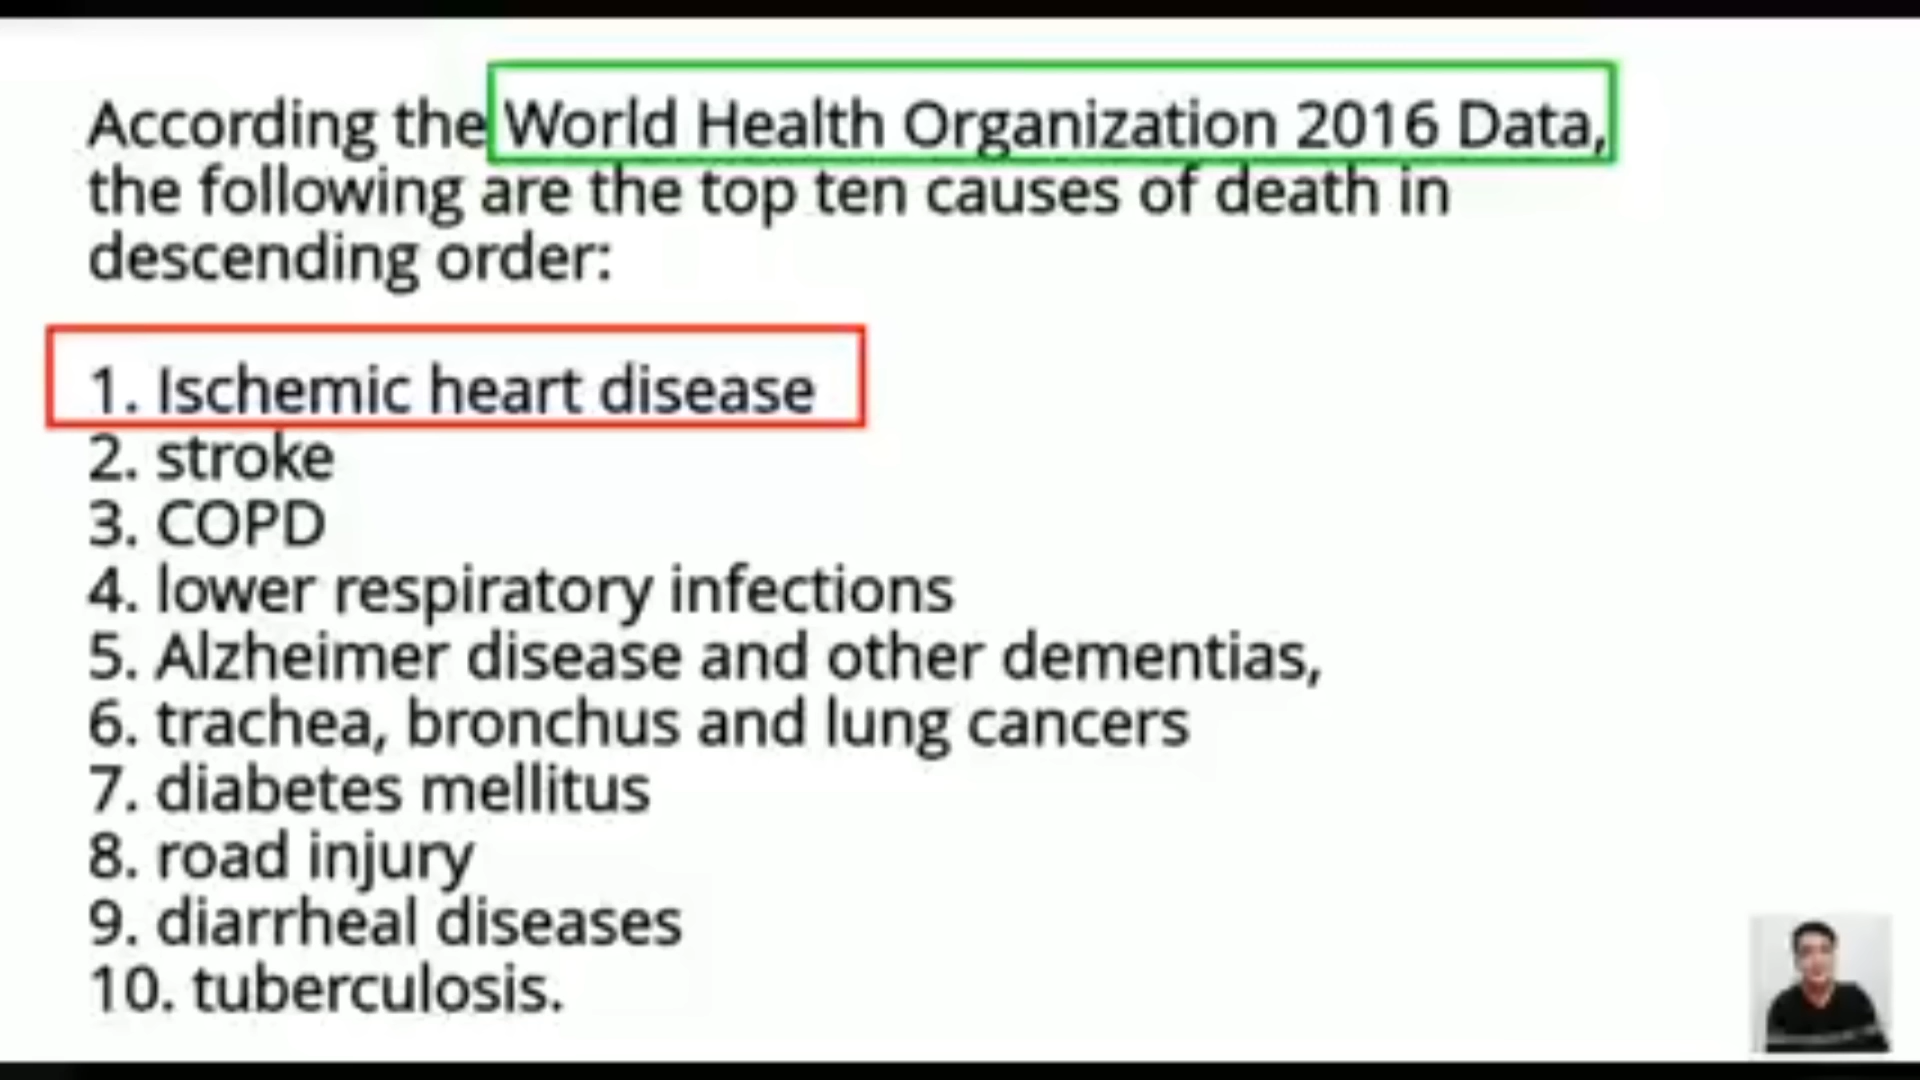 According the World Health Organization 2016 Data,
the following are the top ten causes of death in
descending order:
1. Ischemic heart disease
2. stroke
3. COPD
4. lower respiratory infections
5. Alzheimer disease and other dementias,
6. trachea, bronchus and lung cancers
7. diabetes mellitus
8. road injury
9. diarrheal diseases
10. tuberculosis.